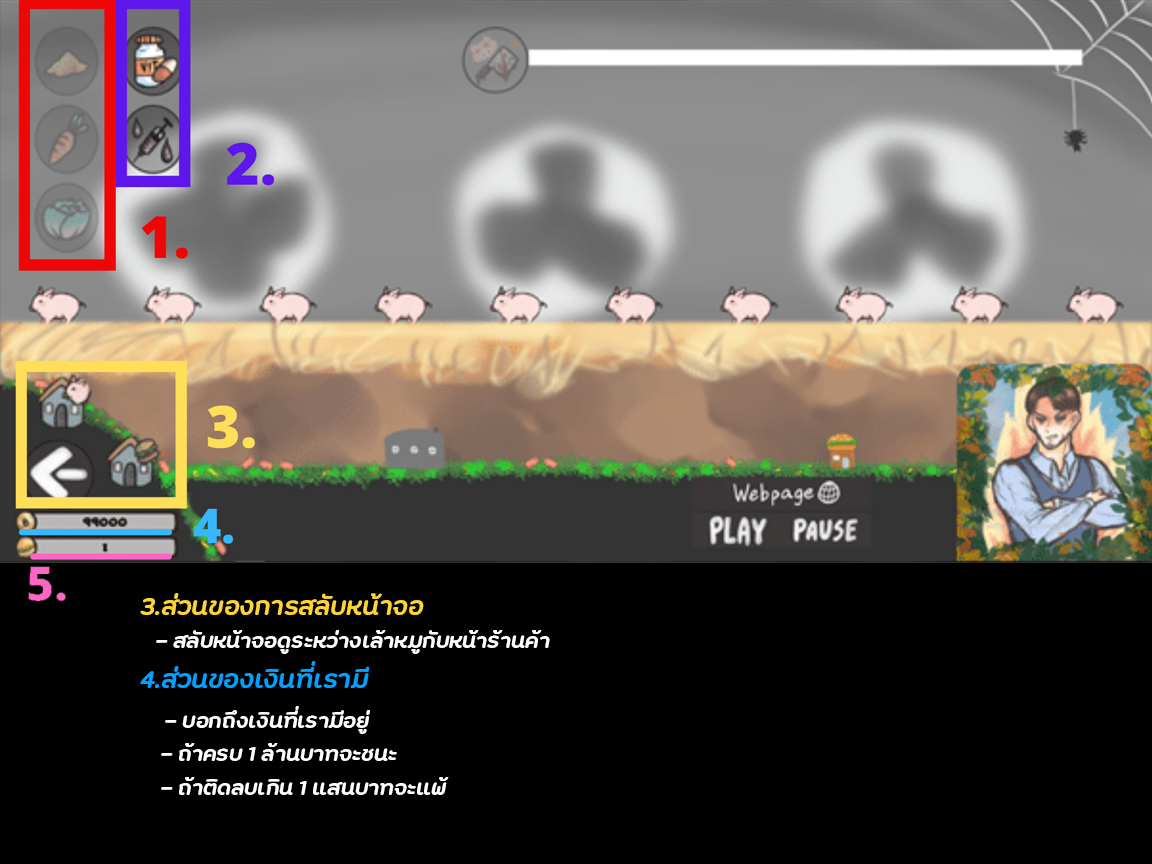 2.
1.
3.
99000
4.
1
Webpage
PLAY PAUSE
5.
3.ส่วนของการสลับหน้าจอ
– สลับหน้าจอดูระหว่างเล้าหมูกับหน้าร้านค้า
4.ส่วนของเงินที่เรามี
– บอกถึงเงินที่เรามีอยู่
– ถ้าครบ 1 ล้านบาทจะชนะ
– ถ้าติดลบเกิน 1 แสนบาทจะแพ้